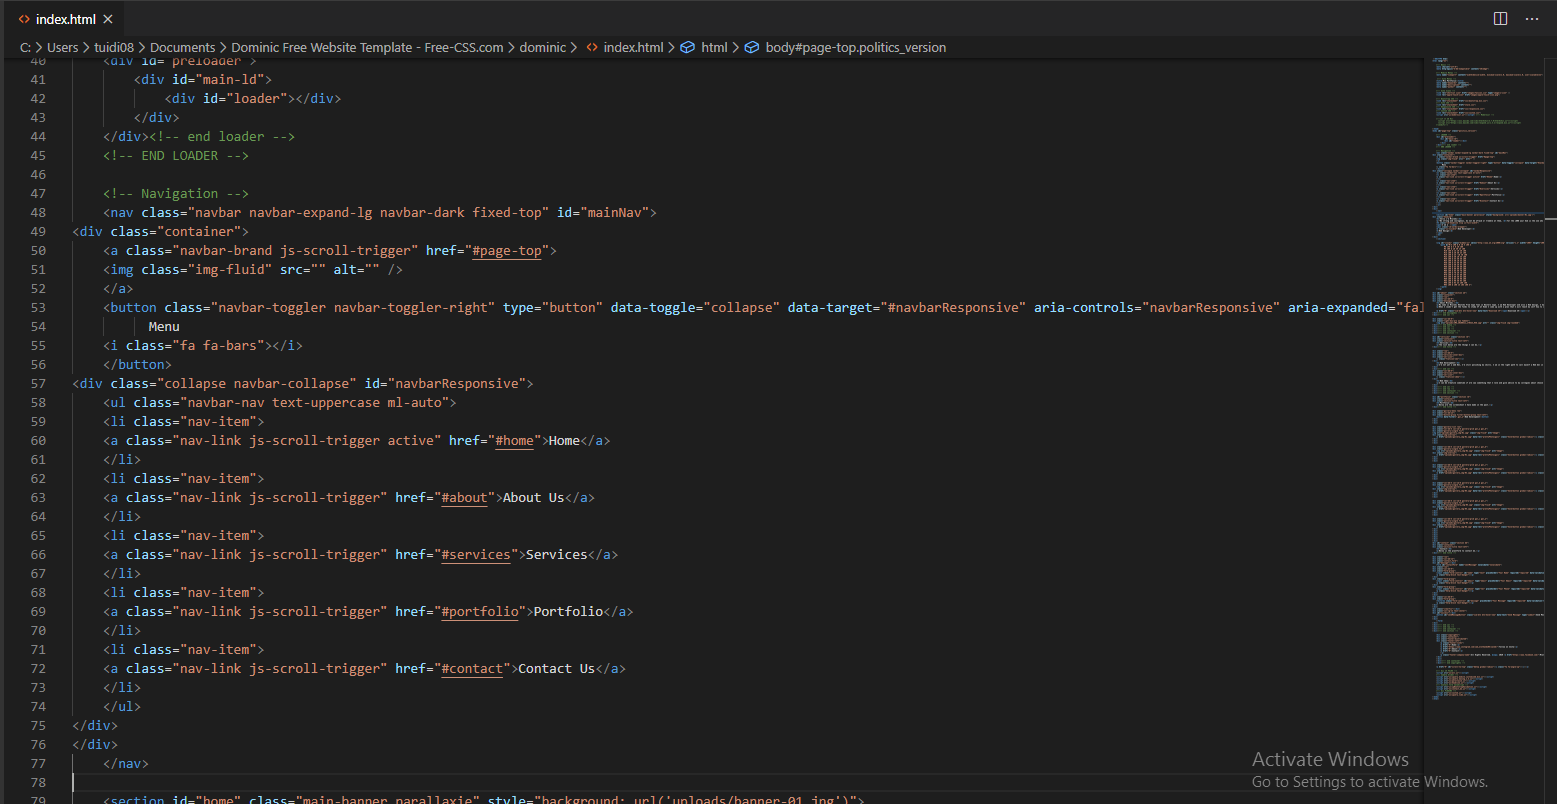 index.html
C: > Users > tuidi08 > Documents > Dominic Free Website Template - Free-CSS.com > dominic > index.html > html > body#page-top.politics_version
40 <div id="preloader">
41 <div id="main-ld">
42 <div id="loader"></div>
43 </div>
44 </div><!-- end loader -->
45 <!-- END LOADER -->
46
47 <!-- Navigation -->
48 <nav class="navbar navbar-expand-lg navbar-dark fixed-top" id="mainNav">
49 <div class="container">
50 <a class="navbar-brand js-scroll-trigger" href="#page-top">
51 <img class="img-fluid" src="" alt="" />
52 </a>
53 <button class="navbar-toggler navbar-toggler-right" type="button" data-toggle="collapse" data-target="#navbarResponsive" aria-controls="navbarResponsive" aria-expanded="fal
54 Menu
55 <i class="fa fa-bars"></i>
56 </button>
57 <div class="collapse navbar-collapse" id="navbarResponsive">
58 <ul class="navbar-nav text-uppercase ml-auto">
59 <li class="nav-item">
60 <a class="nav-link js-scroll-trigger active" href="#home">Home</a>
61 </li>
62 <li class="nav-item">
63 <a class="nav-link js-scroll-trigger" href="#about">About Us</a>
64 </li>
65 <li class="nav-item">
66 <a class="nav-link js-scroll-trigger" href="#services">Services</a>
67 </li>
68 <li class="nav-item">
69 <a class="nav-link js-scroll-trigger" href="#portfolio">Portfolio</a>
70 </li>
71 <li class="nav-item">
72 <a class="nav-link js-scroll-trigger" href="#contact">Contact Us</a>
73 </li>
74 </ul>
75 </div>
76 </div>
77 </nav>
78
79 <section id="home" class="main-banner parallaxie" style="background: url('uploads/banner-01.jpg')">
Activate Windows
Go to Settings to activate Windows.